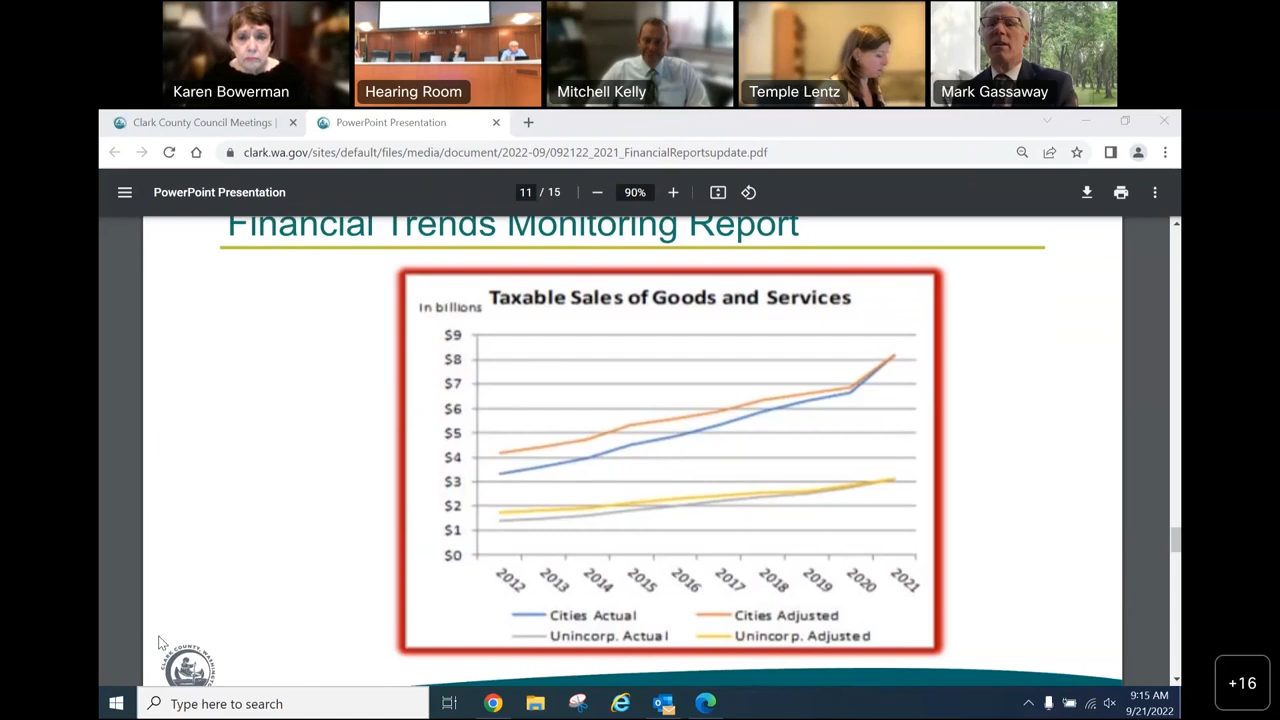 Karen Bowerman
Hearing Room
Mitchell Kelly
Temple Lentz
Mark Gassaway
Clark County Council Meetings |
PowerPoint Presentation
clark.wa.gov/sites/default/files/media/document/2022-09/092122_2021_FinancialReportsupdate.pdf
PowerPoint Presentation
11 / 15
90%
Financial Trends Monitoring Report
Taxable Sales of Goods and Services
In billions
$9
$8
$7
$6
$5
$4
$3
$2
$1
$0
2012 2013 2014 2015 2016 2017 2018 2019 2020 2021
Cities Actual
Cities Adjusted
Unincorp. Actual
Unincorp. Adjusted
CLARK COUNTY, WASHINGTON
Type here to search
9:15 AM
9/21/2022
+16